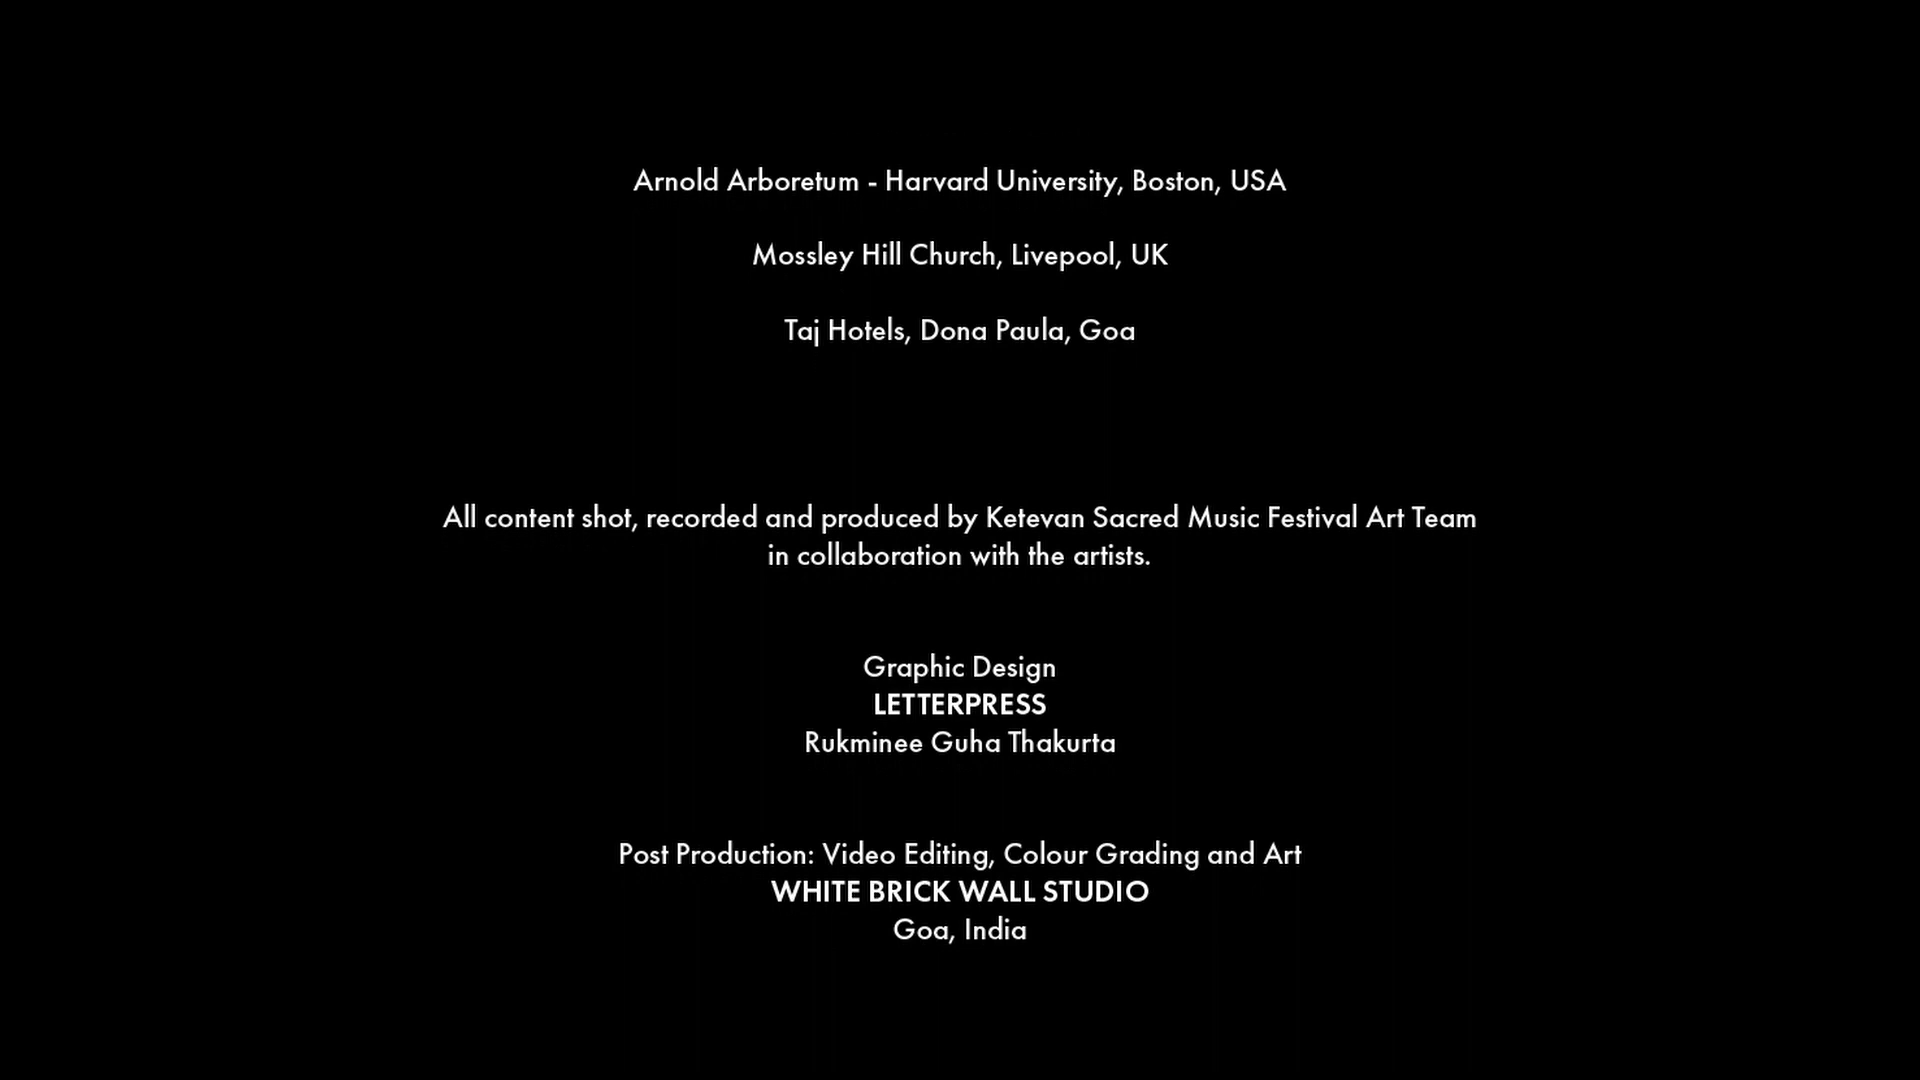 Arnold Arboretum - Harvard University, Boston, USA
Mossley Hill Church, Livepool, UK
Taj Hotels, Dona Paula, Goa
All content shot, recorded and produced by Ketevan Sacred Music Festival Art Team
in collaboration with the artists.
Graphic Design
LETTERPRESS
Rukminee Guha Thakurta
Post Production: Video Editing, Colour Grading and Art
WHITE BRICK WALL STUDIO
Goa, India